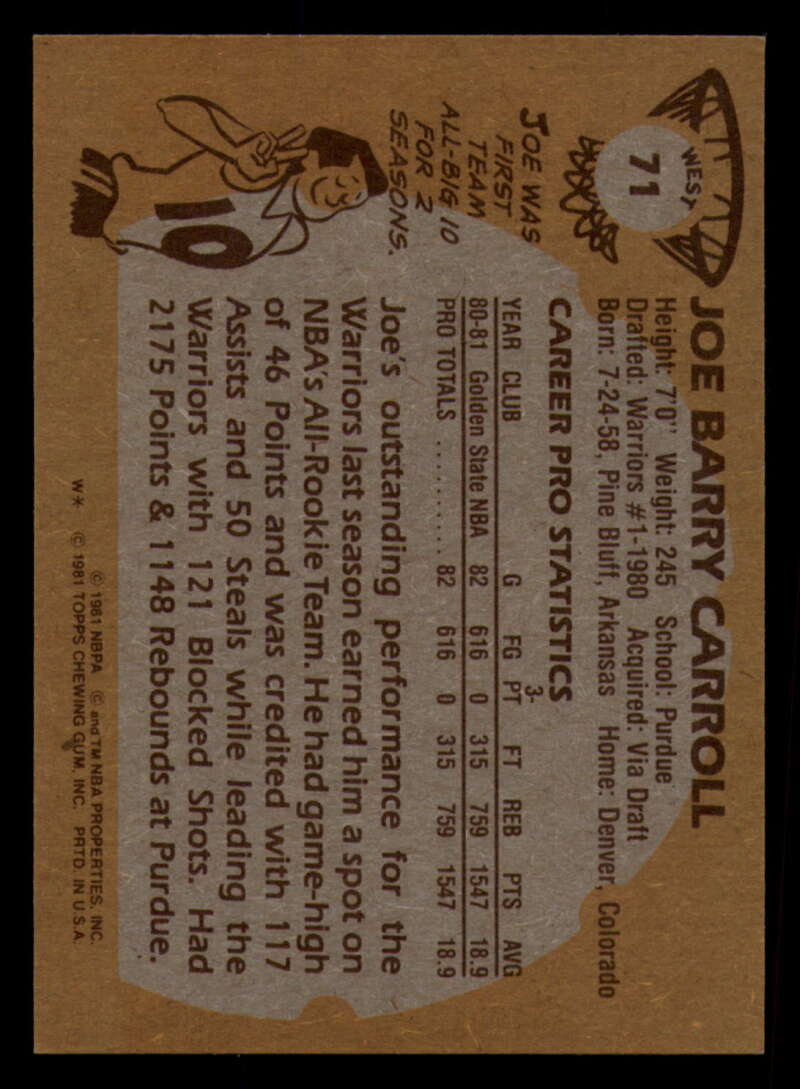 WEST
71
JOE BARRY CARROLL
Height: 7'0" Weight: 245 School: Purdue
Drafted: Warriors #1-1980 Acquired: Via Draft
Born: 7-24-58, Pine Bluff, Arkansas Home: Denver, Colorado
JOE WAS
FIRST
TEAM
ALL-BIG 10
FOR 2
SEASONS.
10
CAREER PRO STATISTICS
3-
YEAR CLUB G FG PT FT REB PTS AVG
80-81 Golden State NBA 82 616 0 315 759 1547 18.9
PRO TOTALS .......... 82 616 0 315 759 1547 18.9
Joe's outstanding performance for the
Warriors last season earned him a spot on
NBA's All-Rookie Team. He had game-high
of 46 Points and was credited with 117
Assists and 50 Steals while leading the
Warriors with 121 Blocked Shots. Had
2175 Points & 1148 Rebounds at Purdue.
© 1981 NBPA © and TM NBA PROPERTIES, INC.
W* © 1981 TOPPS CHEWING GUM, INC. PRTD. IN U.S.A.